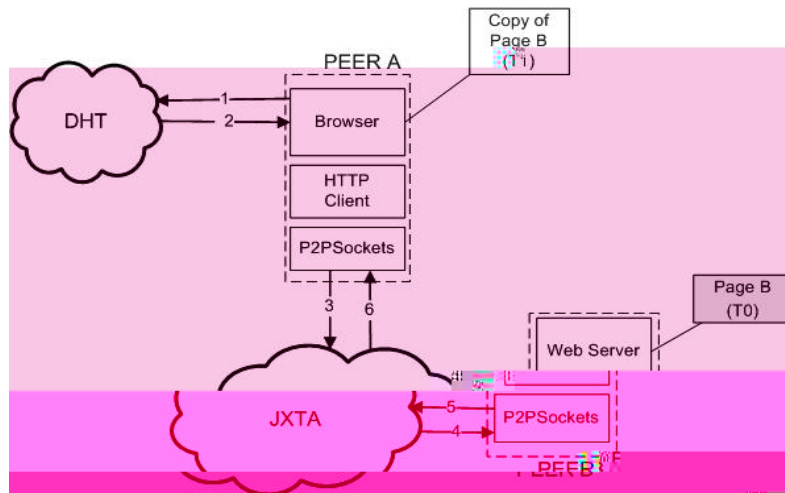 Copy of
Page B
PEER A
1
2
DHT
Browser
HTTP
Client
P2PSockets
3
6
Page B
(T0)
Web Server
JXTA
5
4
P2PSockets
PEER B